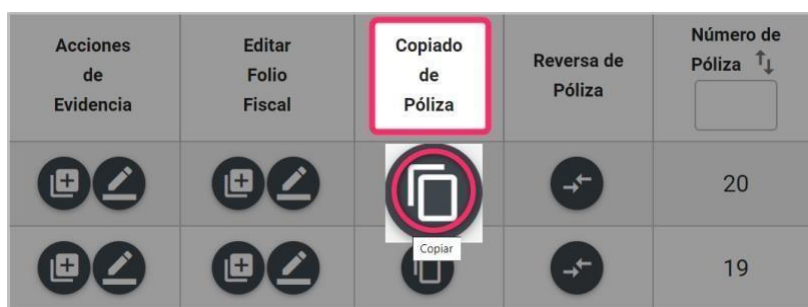 Acciones
de
Evidencia
Editar
Folio
Fiscal
Copiado
de
Póliza
Reversa de
Póliza
Número de
Póliza
20
Copiar
19